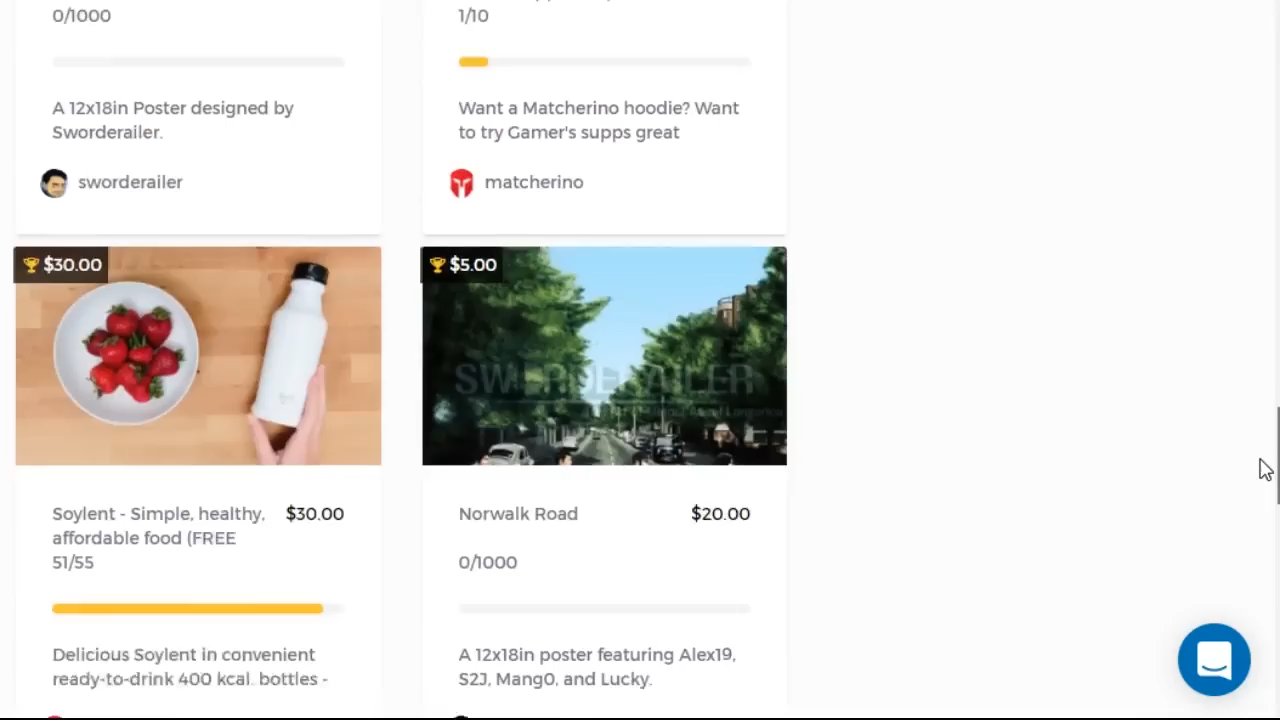 0/1000
1/10
A 12x18in Poster designed by
Sworderailer.
Want a Matcherino hoodie? Want
to try Gamer's supps great
sworderailer
matcherino
$30.00
$5.00
SWORDERAILER
Soylent - Simple, healthy,
affordable food (FREE
$30.00
51/55
Norwalk Road
$20.00
0/1000
Delicious Soylent in convenient
ready-to-drink 400 kcal bottles -
A 12x18in poster featuring Alex19,
S2J, Mang0, and Lucky.